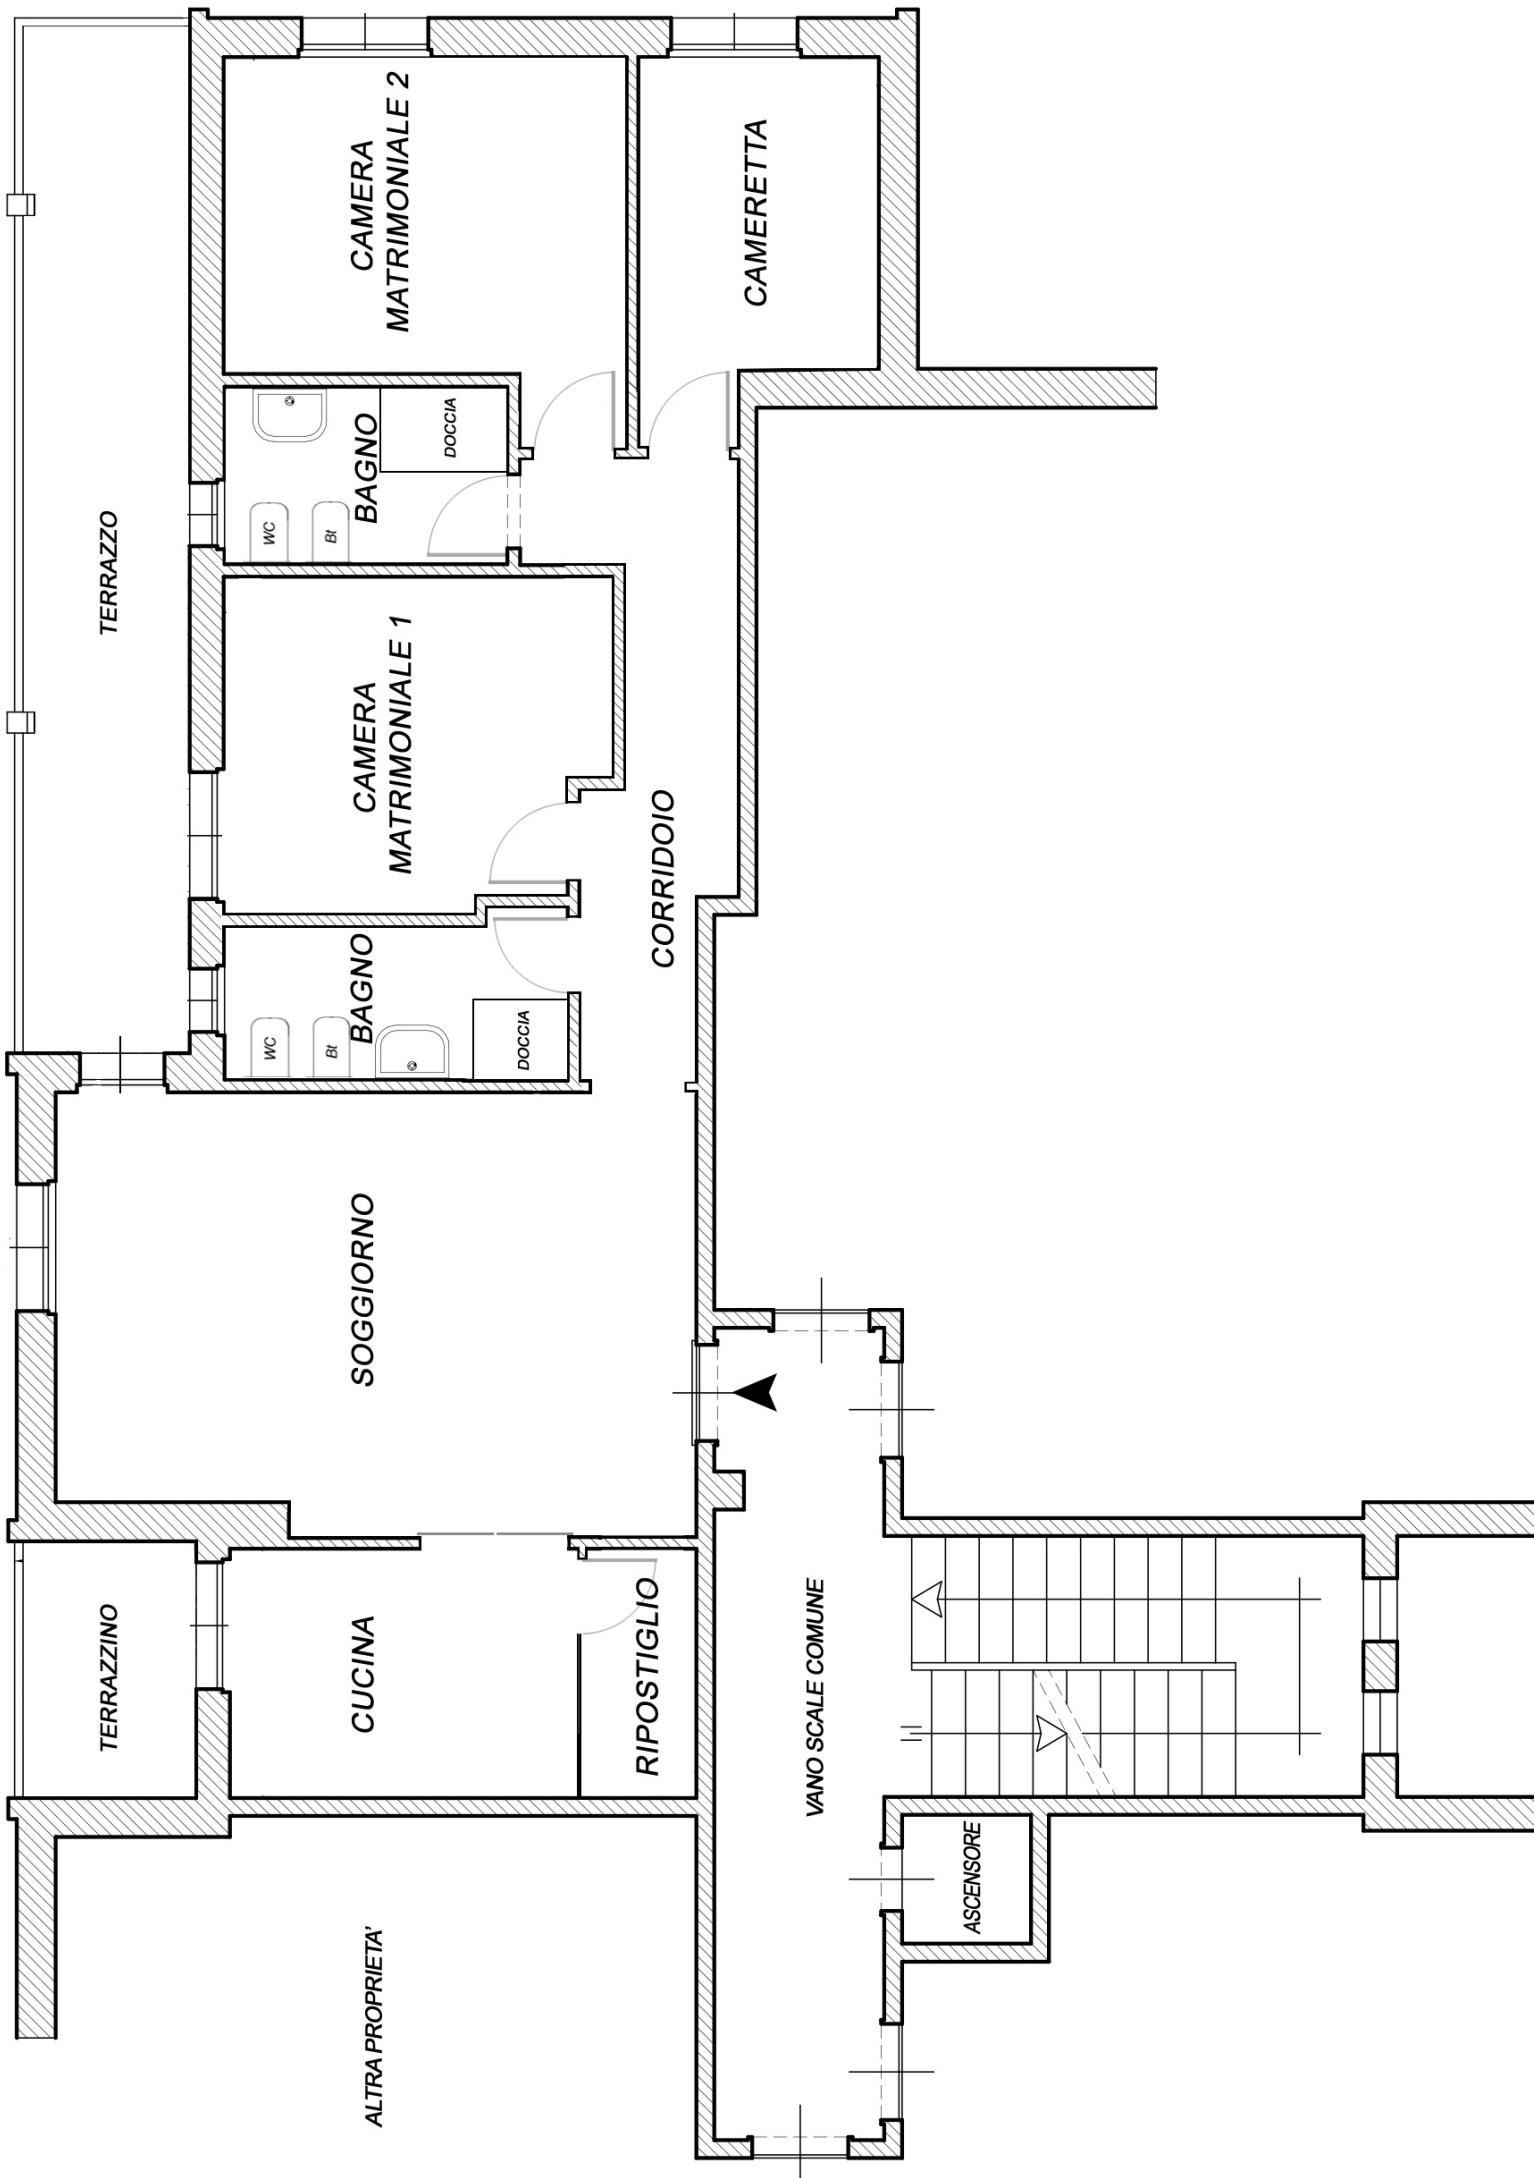 TERRAZZO
CAMERA
MATRIMONIALE 2
CAMERETTA
BAGNO
DOCCIA
WC
Bt
CAMERA
MATRIMONIALE 1
CORRIDOIO
BAGNO
DOCCIA
WC
Bt
SOGGIORNO
TERRAZZINO
CUCINA
RIPOSTIGLIO
VANO SCALE COMUNE
ASCENSORE
ALTRA PROPRIETA'